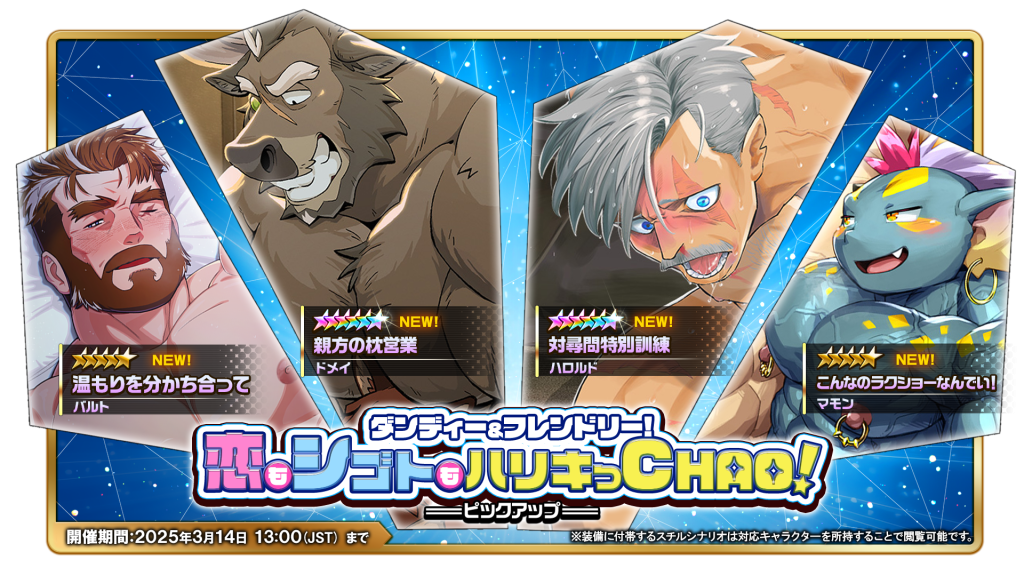 NEW!
親方の枕営業
ドメイ
NEW!
対尋問特別訓練
ハロルド
NEW!
温もりを分かち合って
バルト
NEW!
こんなのラクショーなんでい!
マモン
ダンディー&フレンドリー!
恋もシゴトもハリキっCHAO!
ピックアップ
開催期間:2025年3月14日 13:00(JST) まで
※装備に付帯するスチルシナリオは対応キャラクターを所持することで閲覧可能です。